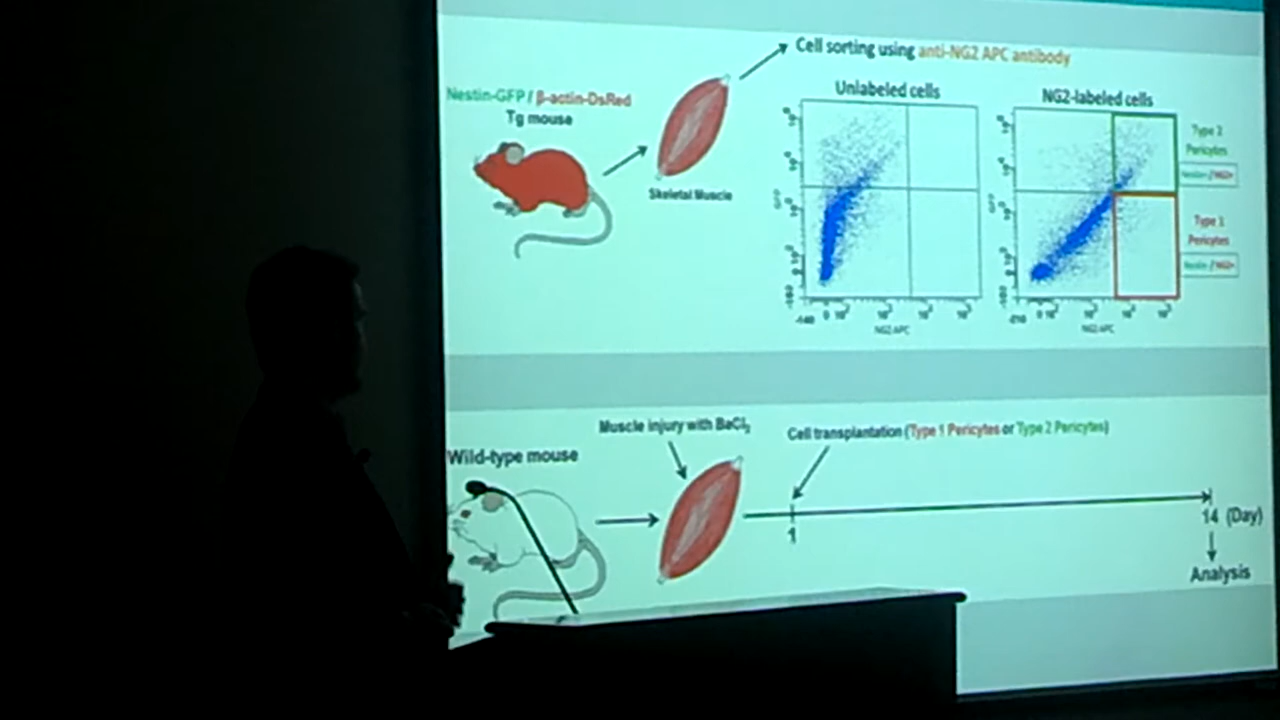 Cell sorting using anti-NG2 APC antibody
Nestin-GFP / β-actin-DsRed
Tg mouse
Skeletal Muscle
Unlabeled cells
NG2-labeled cells
Type 2
Pericytes
Type 1
Pericytes
GFP
NG2 APC
NG2 APC
Muscle injury with BaCl₂
Cell transplantation (Type 1 Pericytes or Type 2 Pericytes)
Wild-type mouse
1
14 (Day)
Analysis